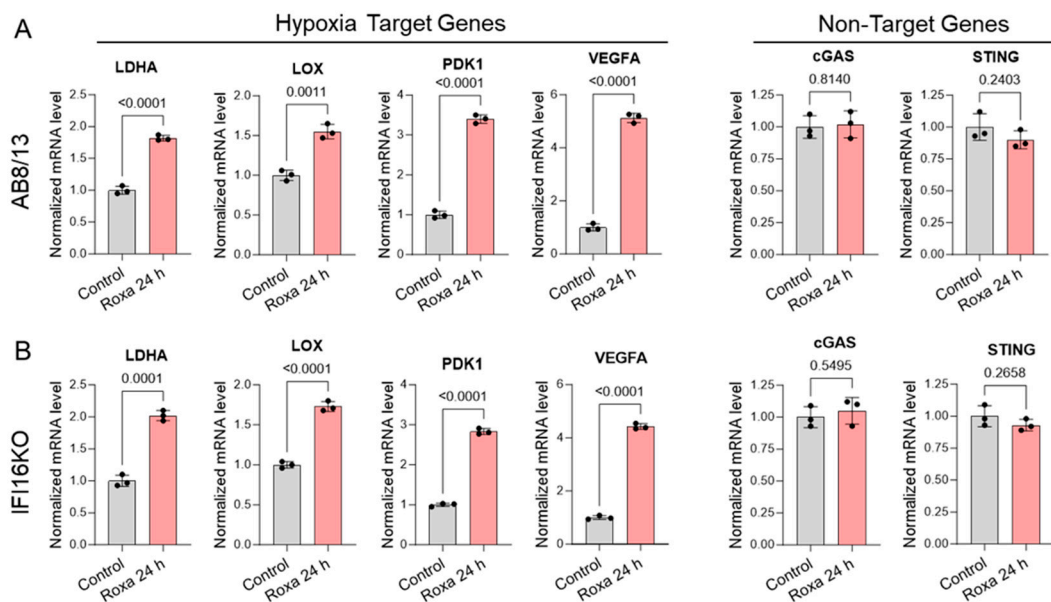 A
Hypoxia Target Genes
Non-Target Genes
AB8/13
LDHA
<0.0001
Normalized mRNA level
2.5
2.0
1.5
1.0
0.5
0.0
Control
Roxa 24 h
LOX
0.0011
Normalized mRNA level
2.0
1.5
1.0
0.5
0.0
Control
Roxa 24 h
PDK1
<0.0001
Normalized mRNA level
4
3
2
1
0
Control
Roxa 24 h
VEGFA
<0.0001
Normalized mRNA level
6
4
2
0
Control
Roxa 24 h
cGAS
0.8140
Normalized mRNA level
1.25
1.00
0.75
0.50
0.25
0.00
Control
Roxa 24 h
STING
0.2403
Normalized mRNA level
1.25
1.00
0.75
0.50
0.25
0.00
Control
Roxa 24 h
B
IFI16KO
LDHA
0.0001
Normalized mRNA level
2.5
2.0
1.5
1.0
0.5
0.0
Control
Roxa 24 h
LOX
<0.0001
Normalized mRNA level
2.0
1.5
1.0
0.5
0.0
Control
Roxa 24 h
PDK1
<0.0001
Normalized mRNA level
4
3
2
1
0
Control
Roxa 24 h
VEGFA
<0.0001
Normalized mRNA level
6
4
2
0
Control
Roxa 24 h
cGAS
0.5495
Normalized mRNA level
1.25
1.00
0.75
0.50
0.25
0.00
Control
Roxa 24 h
STING
0.2658
Normalized mRNA level
1.25
1.00
0.75
0.50
0.25
0.00
Control
Roxa 24 h